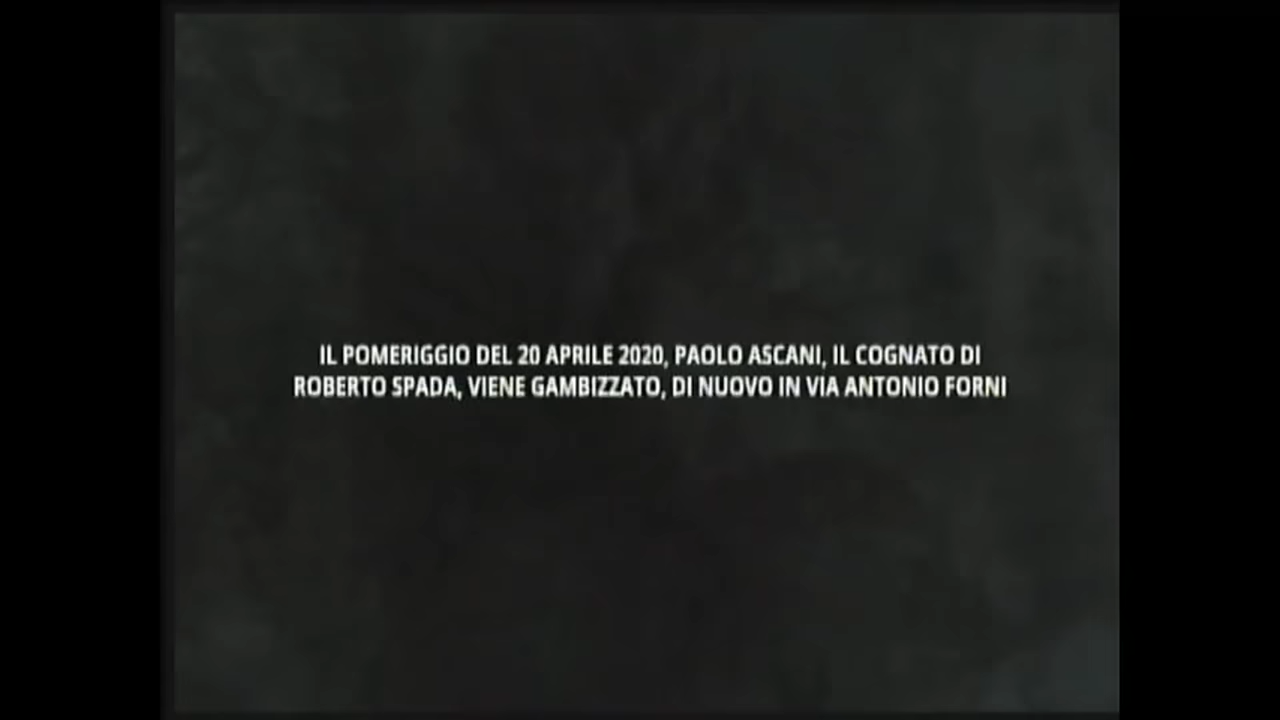 IL POMERIGGIO DEL 20 APRILE 2020, PAOLO ASCANI, IL COGNATO DI
ROBERTO SPADA, VIENE GAMBIZZATO, DI NUOVO IN VIA ANTONIO FORNI